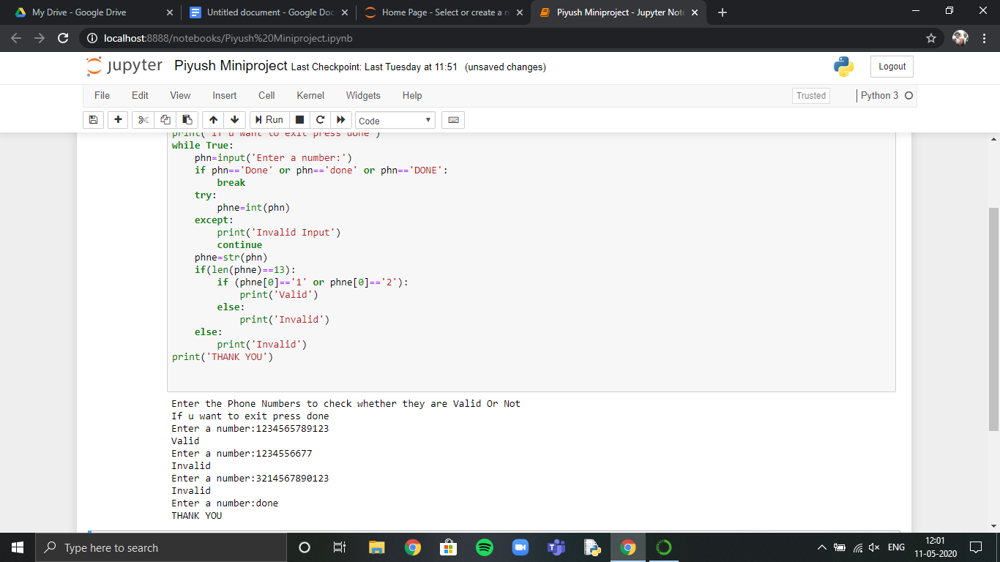 My Drive - Google Drive
Untitled document - Google Doc
Home Page - Select or create a n
Piyush Miniproject - Jupyter Note
localhost:8888/notebooks/Piyush%20Miniproject.ipynb
jupyter Piyush Miniproject Last Checkpoint: Last Tuesday at 11:51 (unsaved changes)
Logout
File Edit View Insert Cell Kernel Widgets Help
Trusted
Python 3
Run
Code
print('If u want to exit press done')
while True:
    phn=input('Enter a number:')
    if phn=='Done' or phn=='done' or phn=='DONE':
        break
    try:
        phne=int(phn)
    except:
        print('Invalid Input')
        continue
    phne=str(phn)
    if(len(phne)==13):
        if (phne[0]=='1' or phne[0]=='2'):
            print('Valid')
        else:
            print('Invalid')
    else:
        print('Invalid')
print('THANK YOU')
Enter the Phone Numbers to check whether they are Valid Or Not
If u want to exit press done
Enter a number:1234565789123
Valid
Enter a number:1234556677
Invalid
Enter a number:3214567890123
Invalid
Enter a number:done
THANK YOU
Type here to search
ENG
12:01
11-05-2020